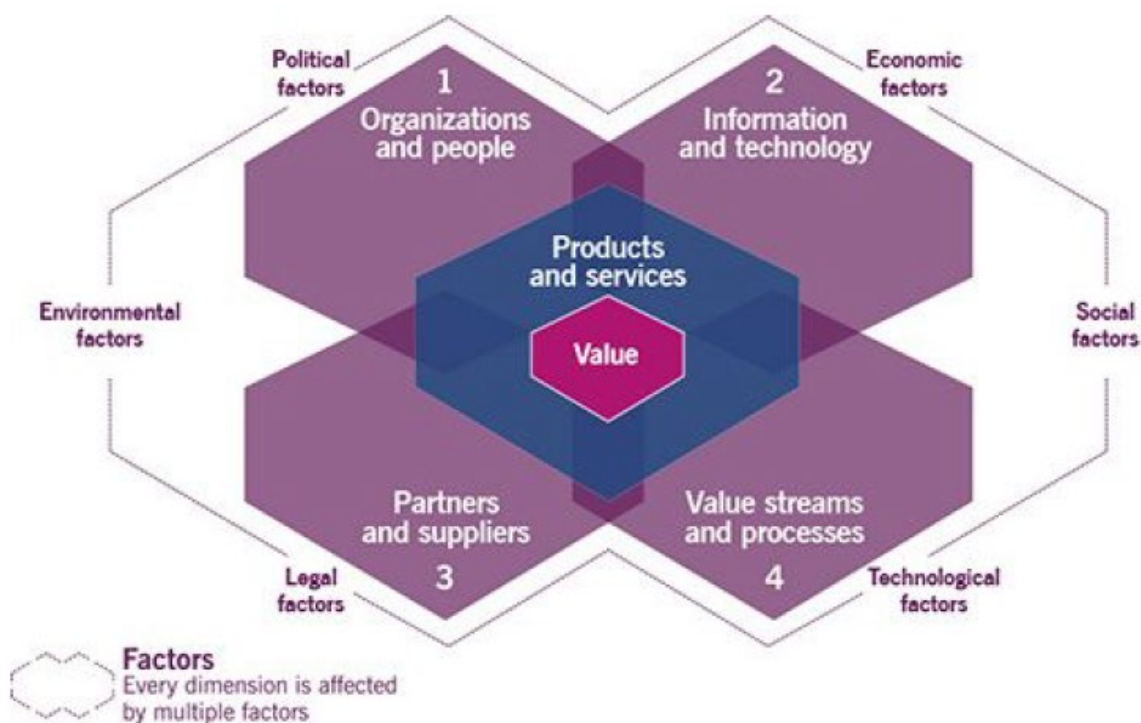 Political
factors
Economic
factors
1
Organizations
and people
2
Information
and technology
Products
and services
Environmental
factors
Value
Social
factors
Partners
and suppliers
3
Value streams
and processes
4
Legal
factors
Technological
factors
Factors
Every dimension is affected
by multiple factors